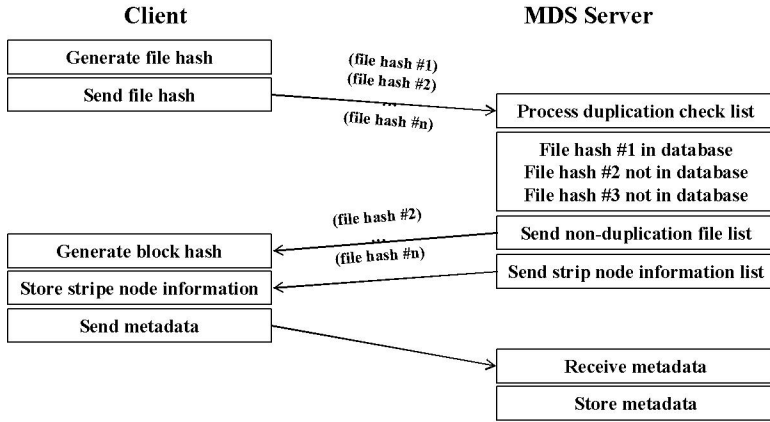 Client
MDS Server
Generate file hash
Send file hash
(file hash #1)
(file hash #2)
...
(file hash #n)
Process duplication check list
File hash #1 in database
File hash #2 not in database
File hash #3 not in database
(file hash #2)
...
(file hash #n)
Send non-duplication file list
Generate block hash
Send strip node information list
Store stripe node information
Send metadata
Receive metadata
Store metadata